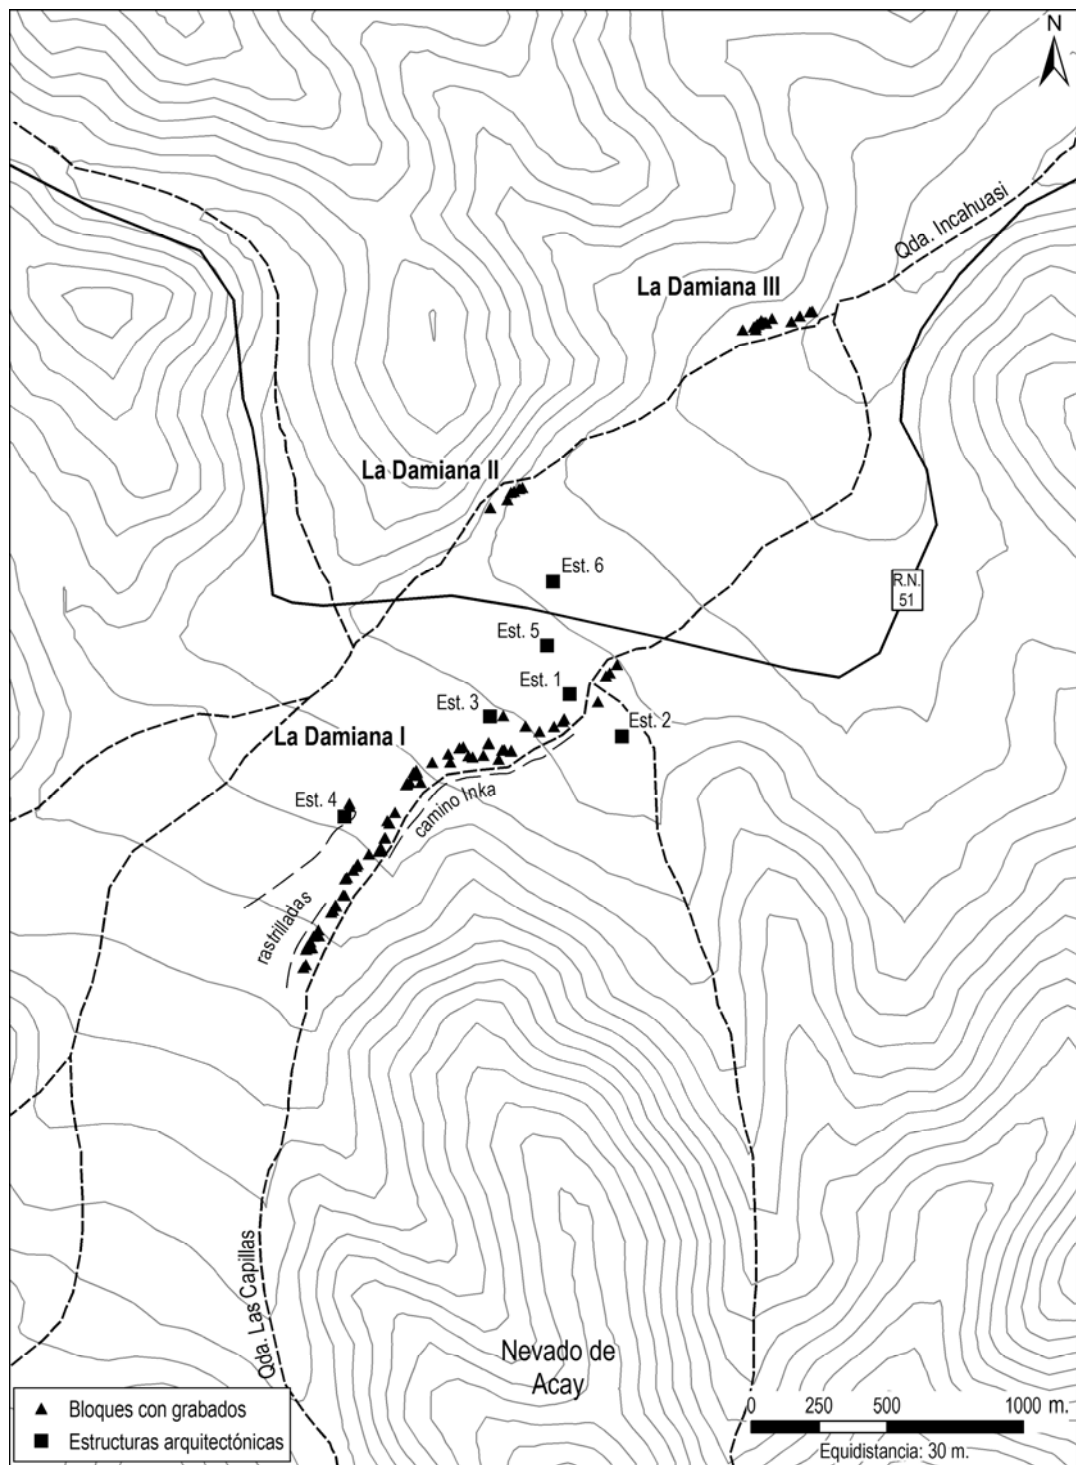 N
Qda. Incahuasi
La Damiana III
La Damiana II
Est. 6
R.N.
51
Est. 5
Est. 1
Est. 3
Est. 2
La Damiana I
Est. 4
camino Inka
rastrilladas
Qda. Las Capillas
Nevado de
Acay
Bloques con grabados
Estructuras arquitectónicas
0 250 500 1000 m.
Equidistancia: 30 m.